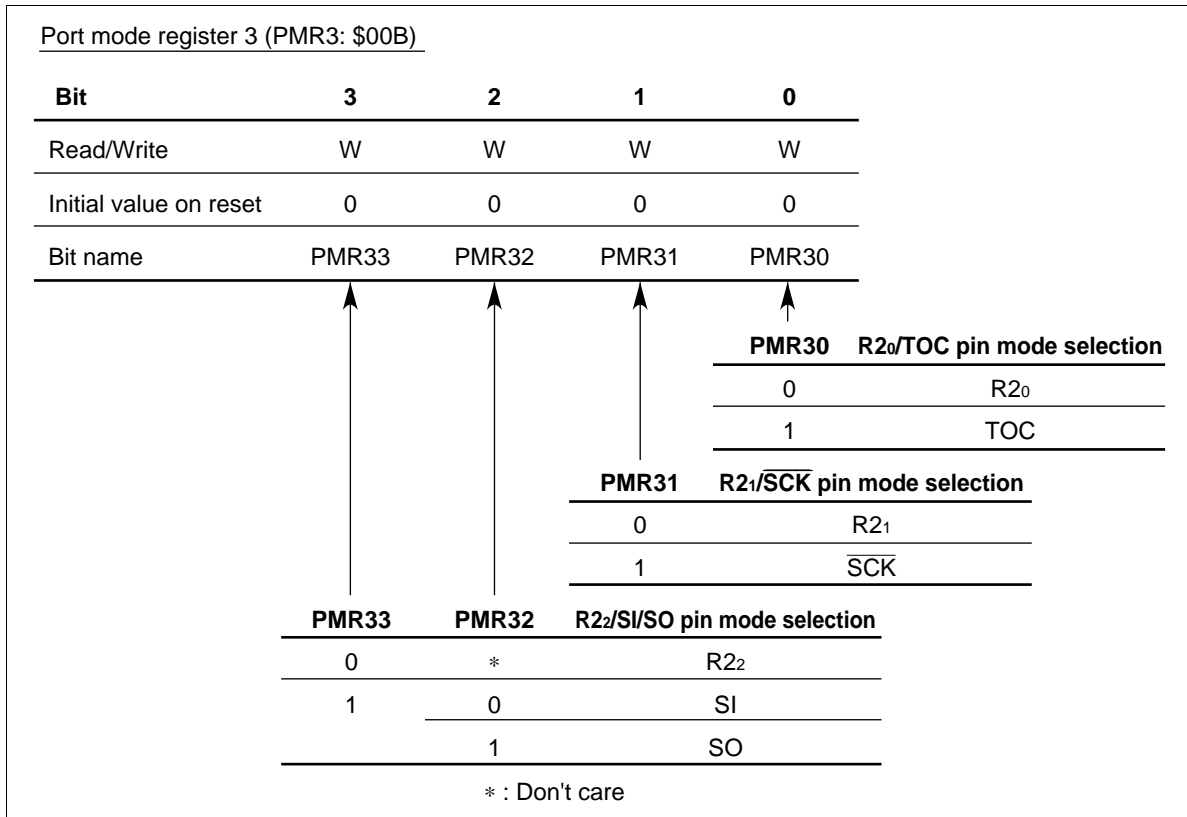 Port mode register 3 (PMR3: $00B)
Bit 3 2 1 0
Read/Write W W W W
Initial value on reset 0 0 0 0
Bit name PMR33 PMR32 PMR31 PMR30
PMR30 R2₀/TOC pin mode selection
0 R2₀
1 TOC
PMR31 R2₁/S̅C̅K̅ pin mode selection
0 R2₁
1 S̅C̅K̅
PMR33 PMR32 R2₂/SI/SO pin mode selection
0 * R2₂
1 0 SI
1 SO
* : Don't care